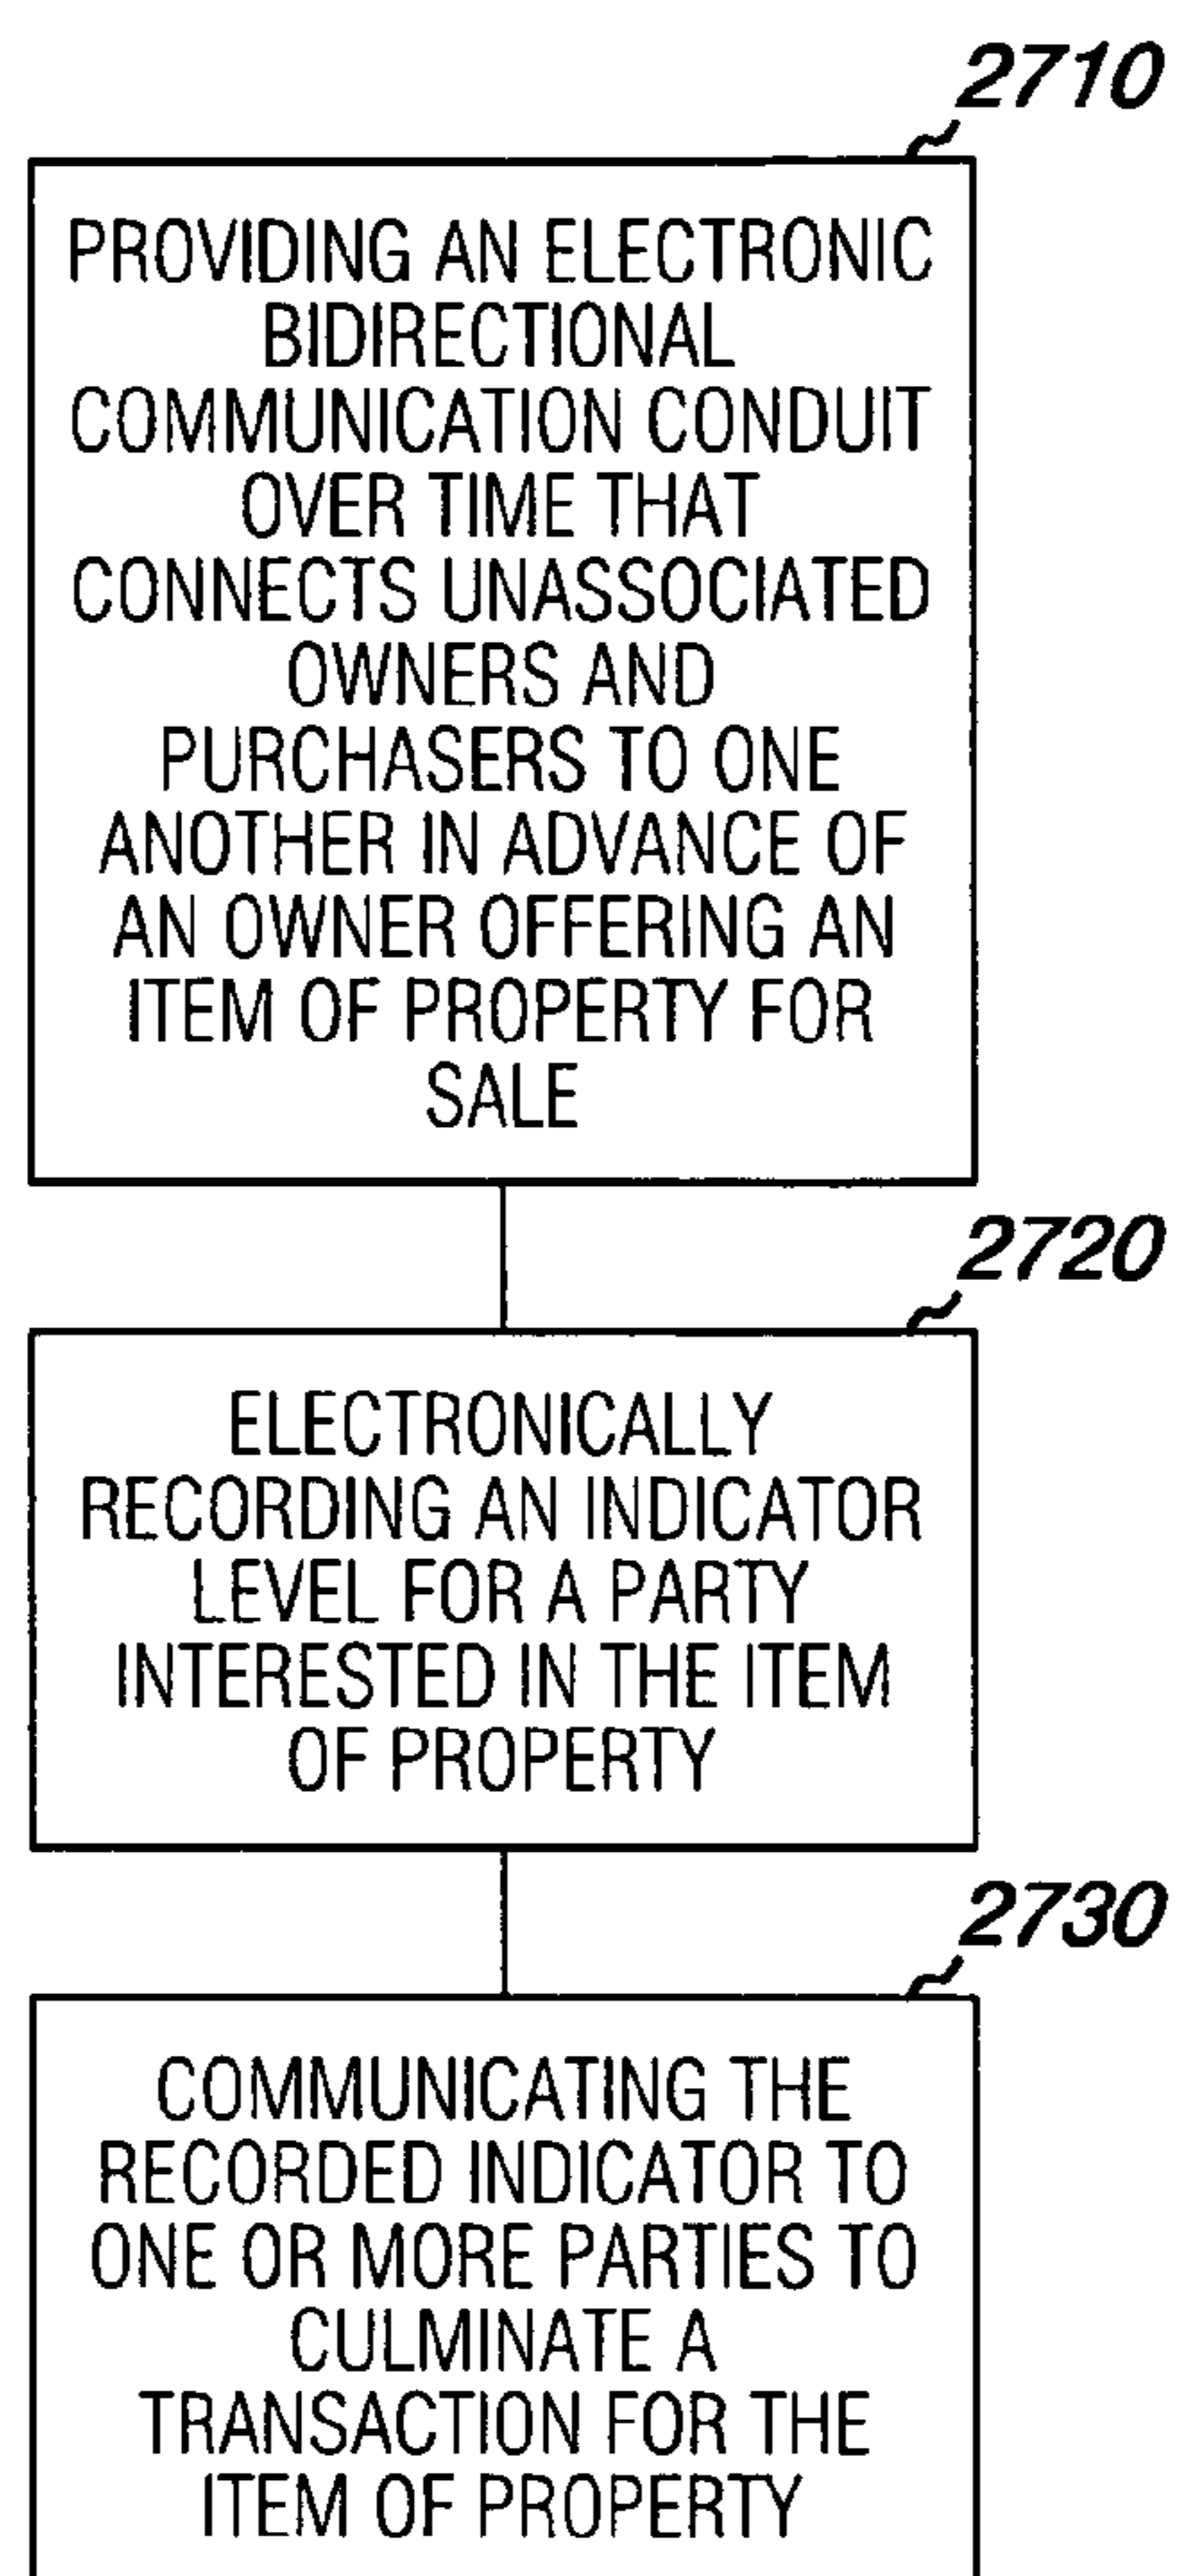 2710
PROVIDING AN ELECTRONIC
BIDIRECTIONAL
COMMUNICATION CONDUIT
OVER TIME THAT
CONNECTS UNASSOCIATED
OWNERS AND
PURCHASERS TO ONE
ANOTHER IN ADVANCE OF
AN OWNER OFFERING AN
ITEM OF PROPERTY FOR
SALE
2720
ELECTRONICALLY
RECORDING AN INDICATOR
LEVEL FOR A PARTY
INTERESTED IN THE ITEM
OF PROPERTY
2730
COMMUNICATING THE
RECORDED INDICATOR TO
ONE OR MORE PARTIES TO
CULMINATE A
TRANSACTION FOR THE
ITEM OF PROPERTY